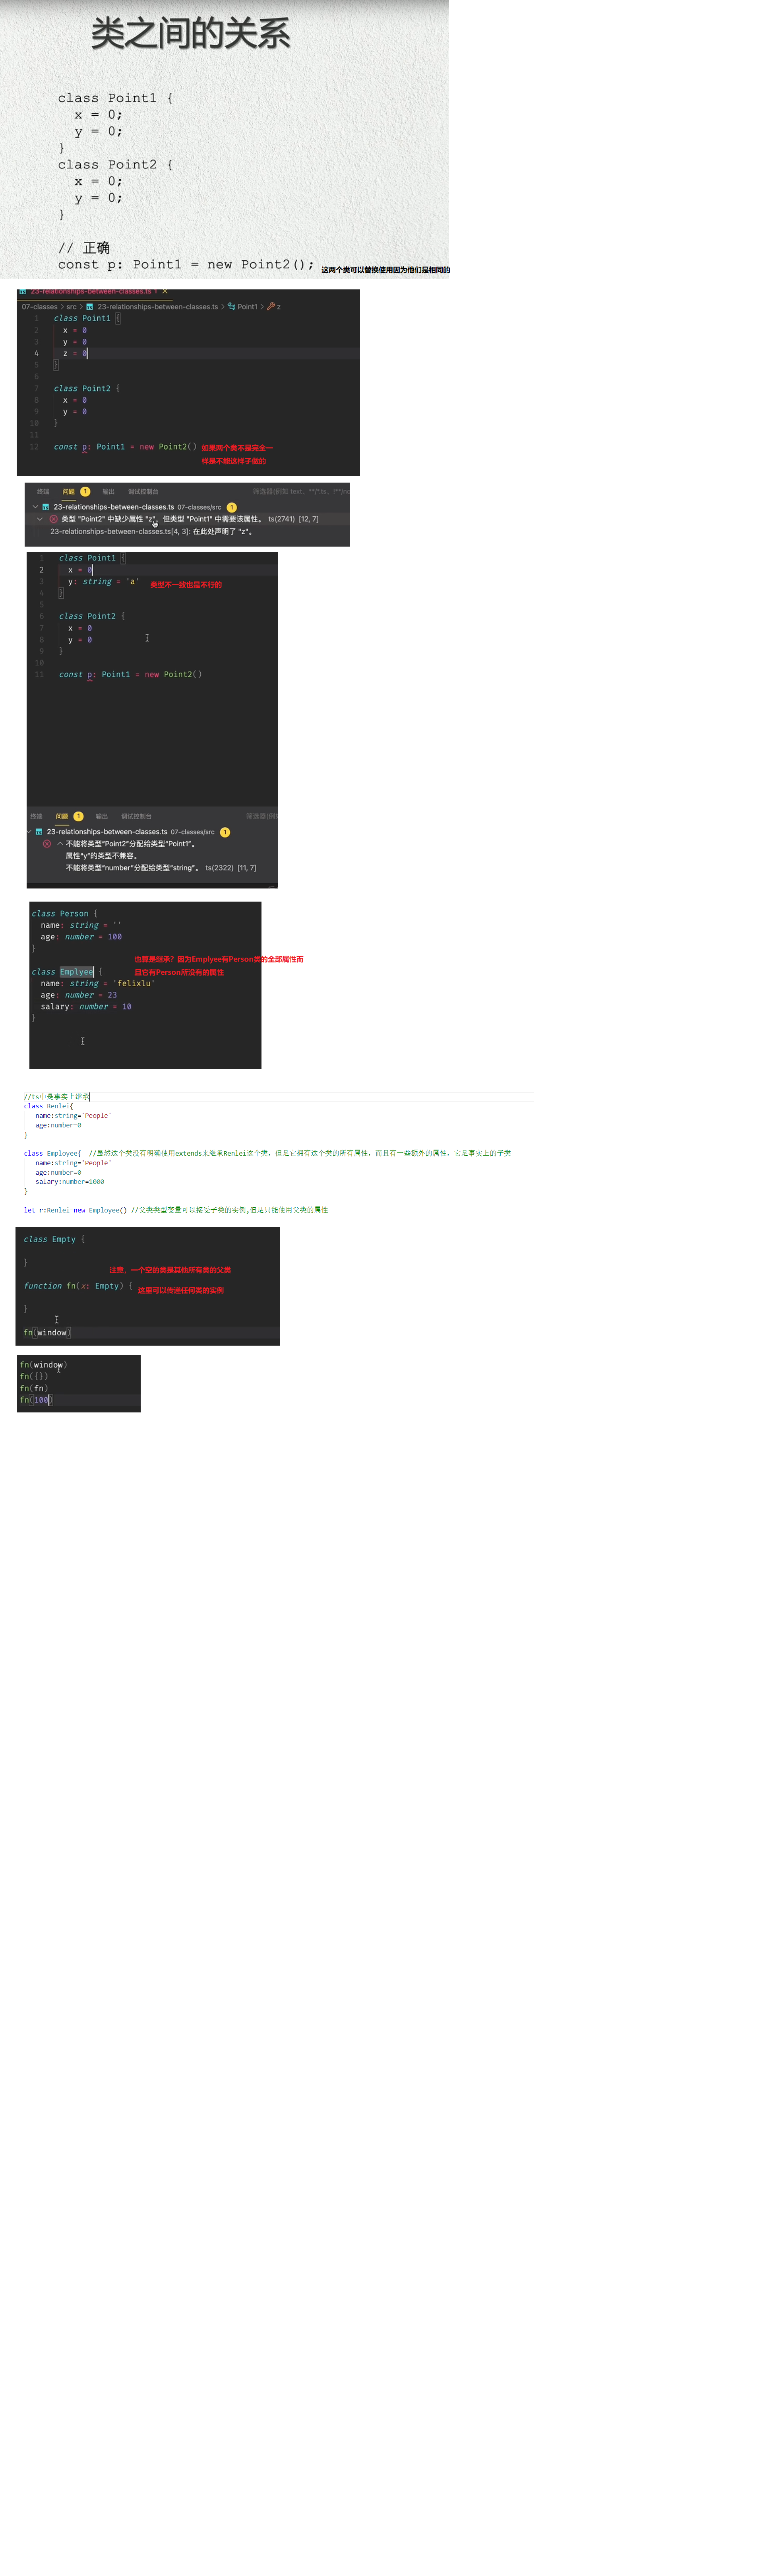 类之间的关系
class Point1 {
x = 0;
y = 0;
}
class Point2 {
x = 0;
y = 0;
}
// 正确
const p: Point1 = new Point2();
这两个类可以替换使用因为他们是相同的
23-relationships-between-classes.ts 1 ×
07-classes > src > 23-relationships-between-classes.ts > Point1 > z
1 class Point1 {
2 x = 0
3 y = 0
4 z = 0
5 }
6
7 class Point2 {
8 x = 0
9 y = 0
10 }
11
12 const p: Point1 = new Point2() 如果两个类不是完全一
样是不能这样子做的
终端 问题 1 输出 调试控制台
23-relationships-between-classes.ts 07-classes/src 1
类型 "Point2" 中缺少属性 "z"，但类型 "Point1" 中需要该属性。 ts(2741) [12, 7]
23-relationships-between-classes.ts[4, 3]: 在此处声明了 "z"。
1 class Point1 {
2 x = 0
3 y: string = 'a' 类型不一致也是不行的
4 }
5
6 class Point2 {
7 x = 0
8 y = 0
9 }
10
11 const p: Point1 = new Point2()
终端 问题 1 输出 调试控制台
23-relationships-between-classes.ts 07-classes/src 1
不能将类型“Point2”分配给类型“Point1”。
属性“y”的类型不兼容。
不能将类型“number”分配给类型“string”。 ts(2322) [11, 7]
class Person {
name: string = ''
age: number = 100
}
也算是继承？因为Emplyee有Person类的全部属性而
且它有Person所没有的属性
class Emplyee {
name: string = 'felixlu'
age: number = 23
salary: number = 10
}
//ts中是事实上继承
class Renlei{
name:string='People'
age:number=0
}
class Employee{ //虽然这个类没有明确使用extends来继承Renlei这个类，但是它拥有这个类的所有属性，而且有一些额外的属性，它是事实上的子类
name:string='People'
age:number=0
salary:number=1000
}
let r:Renlei=new Employee() //父类类型变量可以接受子类的实例,但是只能使用父类的属性
class Empty {
}
注意，一个空的类是其他所有类的父类
function fn(x: Empty) { 这里可以传递任何类的实例
}
fn(window)
fn(window)
fn({})
fn(fn)
fn(100)